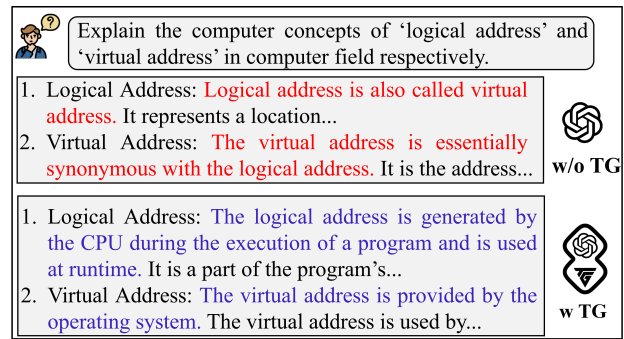 Explain the computer concepts of ‘logical address’ and
‘virtual address’ in computer field respectively.
1. Logical Address: Logical address is also called virtual
address. It represents a location...
2. Virtual Address: The virtual address is essentially
synonymous with the logical address. It is the address...
w/o TG
1. Logical Address: The logical address is generated by
the CPU during the execution of a program and is used
at runtime. It is a part of the program’s...
2. Virtual Address: The virtual address is provided by the
operating system. The virtual address is used by...
TG
w TG